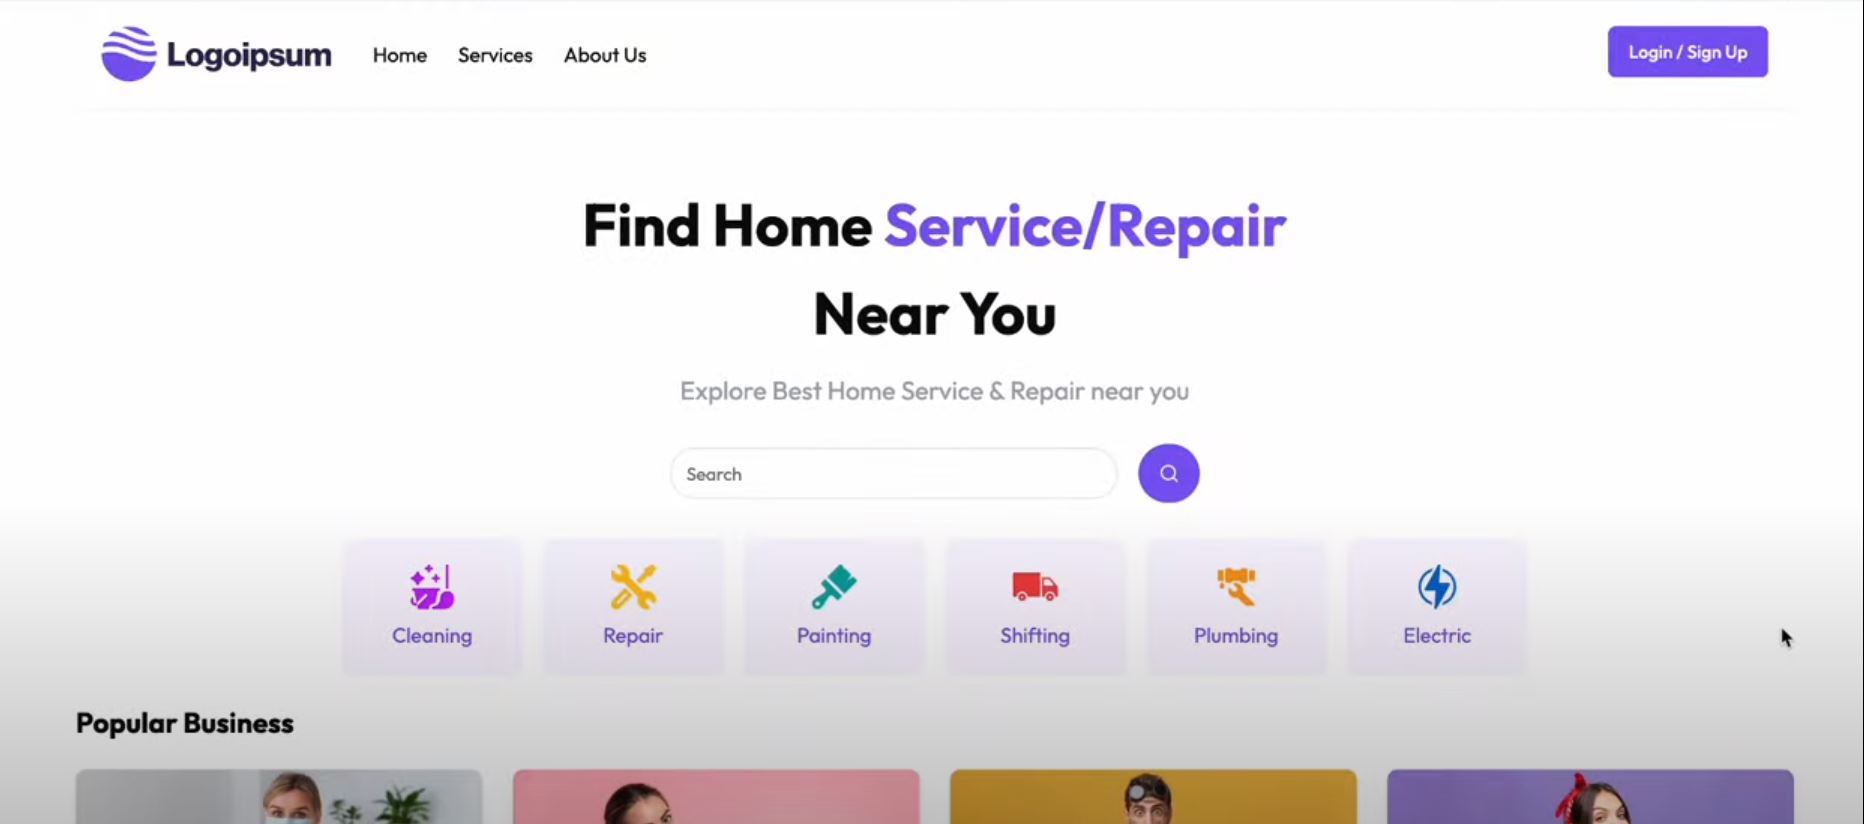 Logoipsum
Home
Services
About Us
Login / Sign Up
Find Home Service/Repair
Near You
Explore Best Home Service & Repair near you
Search
Cleaning
Repair
Painting
Shifting
Plumbing
Electric
Popular Business